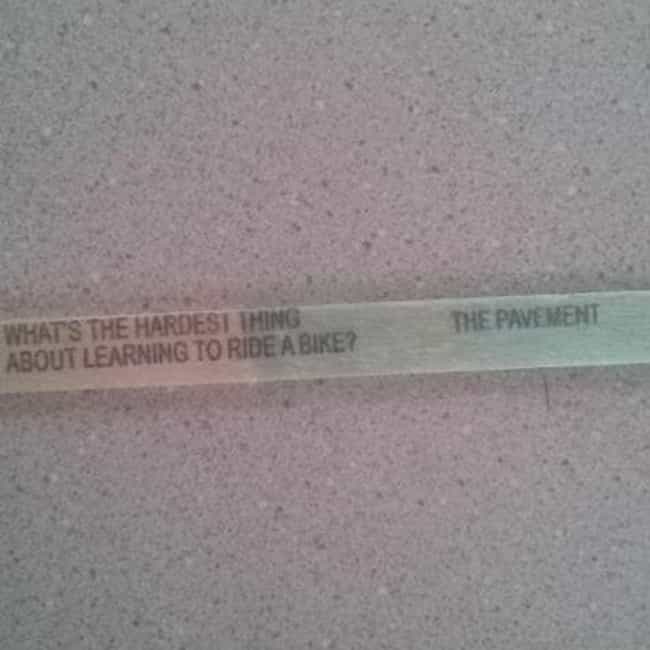 WHAT'S THE HARDEST THING
ABOUT LEARNING TO RIDE A BIKE?
THE PAVEMENT